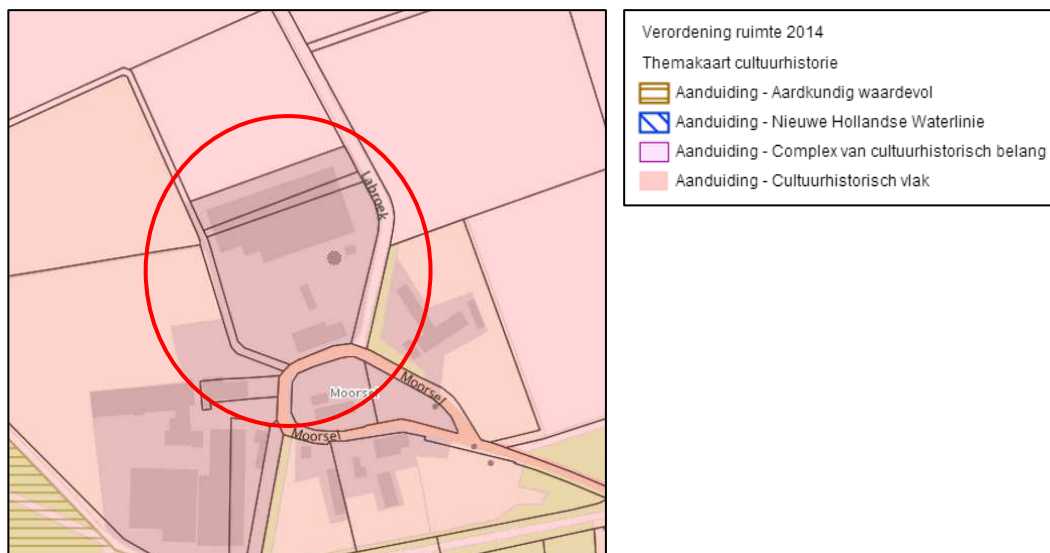 Labroek
Moorsel
Moorsel
Moorsel
Verordening ruimte 2014
Themakaart cultuurhistorie
Aanduiding - Aardkundig waardevol
Aanduiding - Nieuwe Hollandse Waterlinie
Aanduiding - Complex van cultuurhistorisch belang
Aanduiding - Cultuurhistorisch vlak